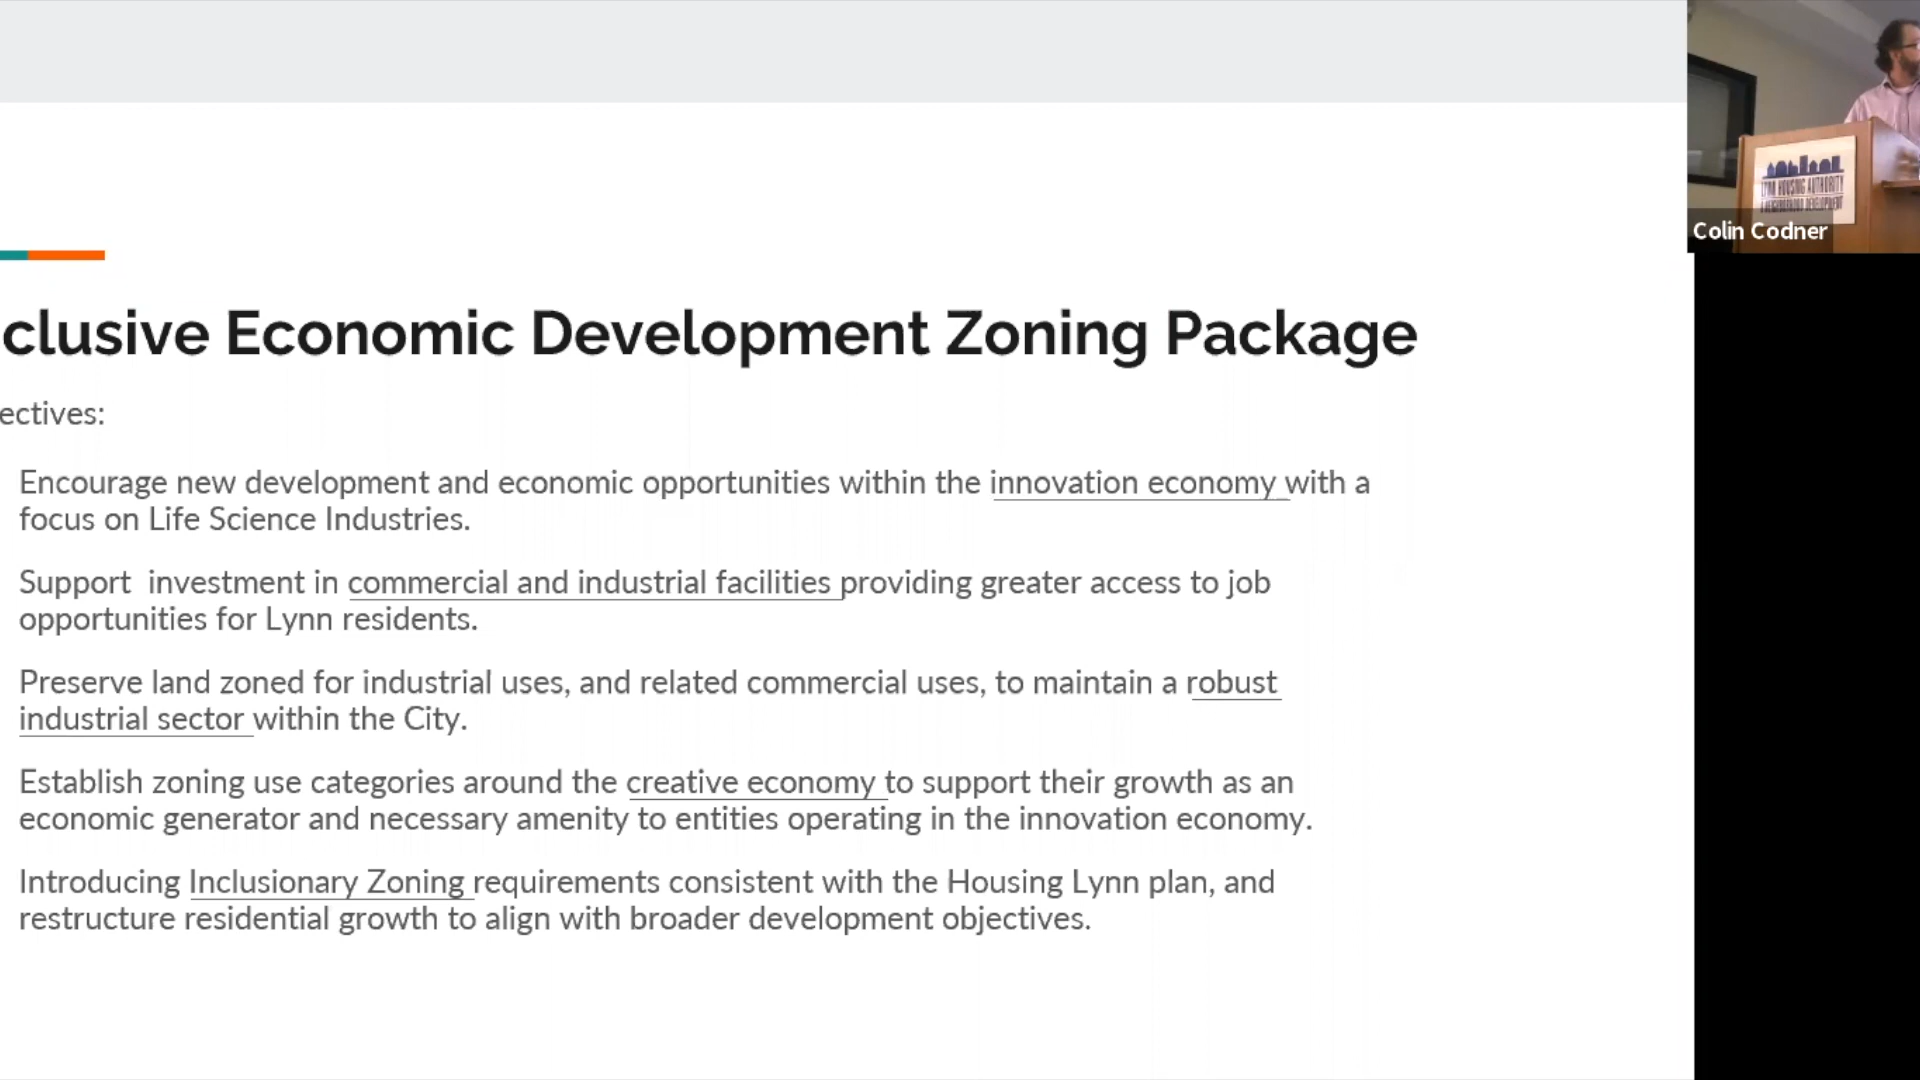 clusive Economic Development Zoning Package
ectives:
Encourage new development and economic opportunities within the innovation economy with a
focus on Life Science Industries.
Support investment in commercial and industrial facilities providing greater access to job
opportunities for Lynn residents.
Preserve land zoned for industrial uses, and related commercial uses, to maintain a robust
industrial sector within the City.
Establish zoning use categories around the creative economy to support their growth as an
economic generator and necessary amenity to entities operating in the innovation economy.
Introducing Inclusionary Zoning requirements consistent with the Housing Lynn plan, and
restructure residential growth to align with broader development objectives.
LYNN HOUSING AUTHORITY
& NEIGHBORHOOD DEVELOPMENT
Colin Codner